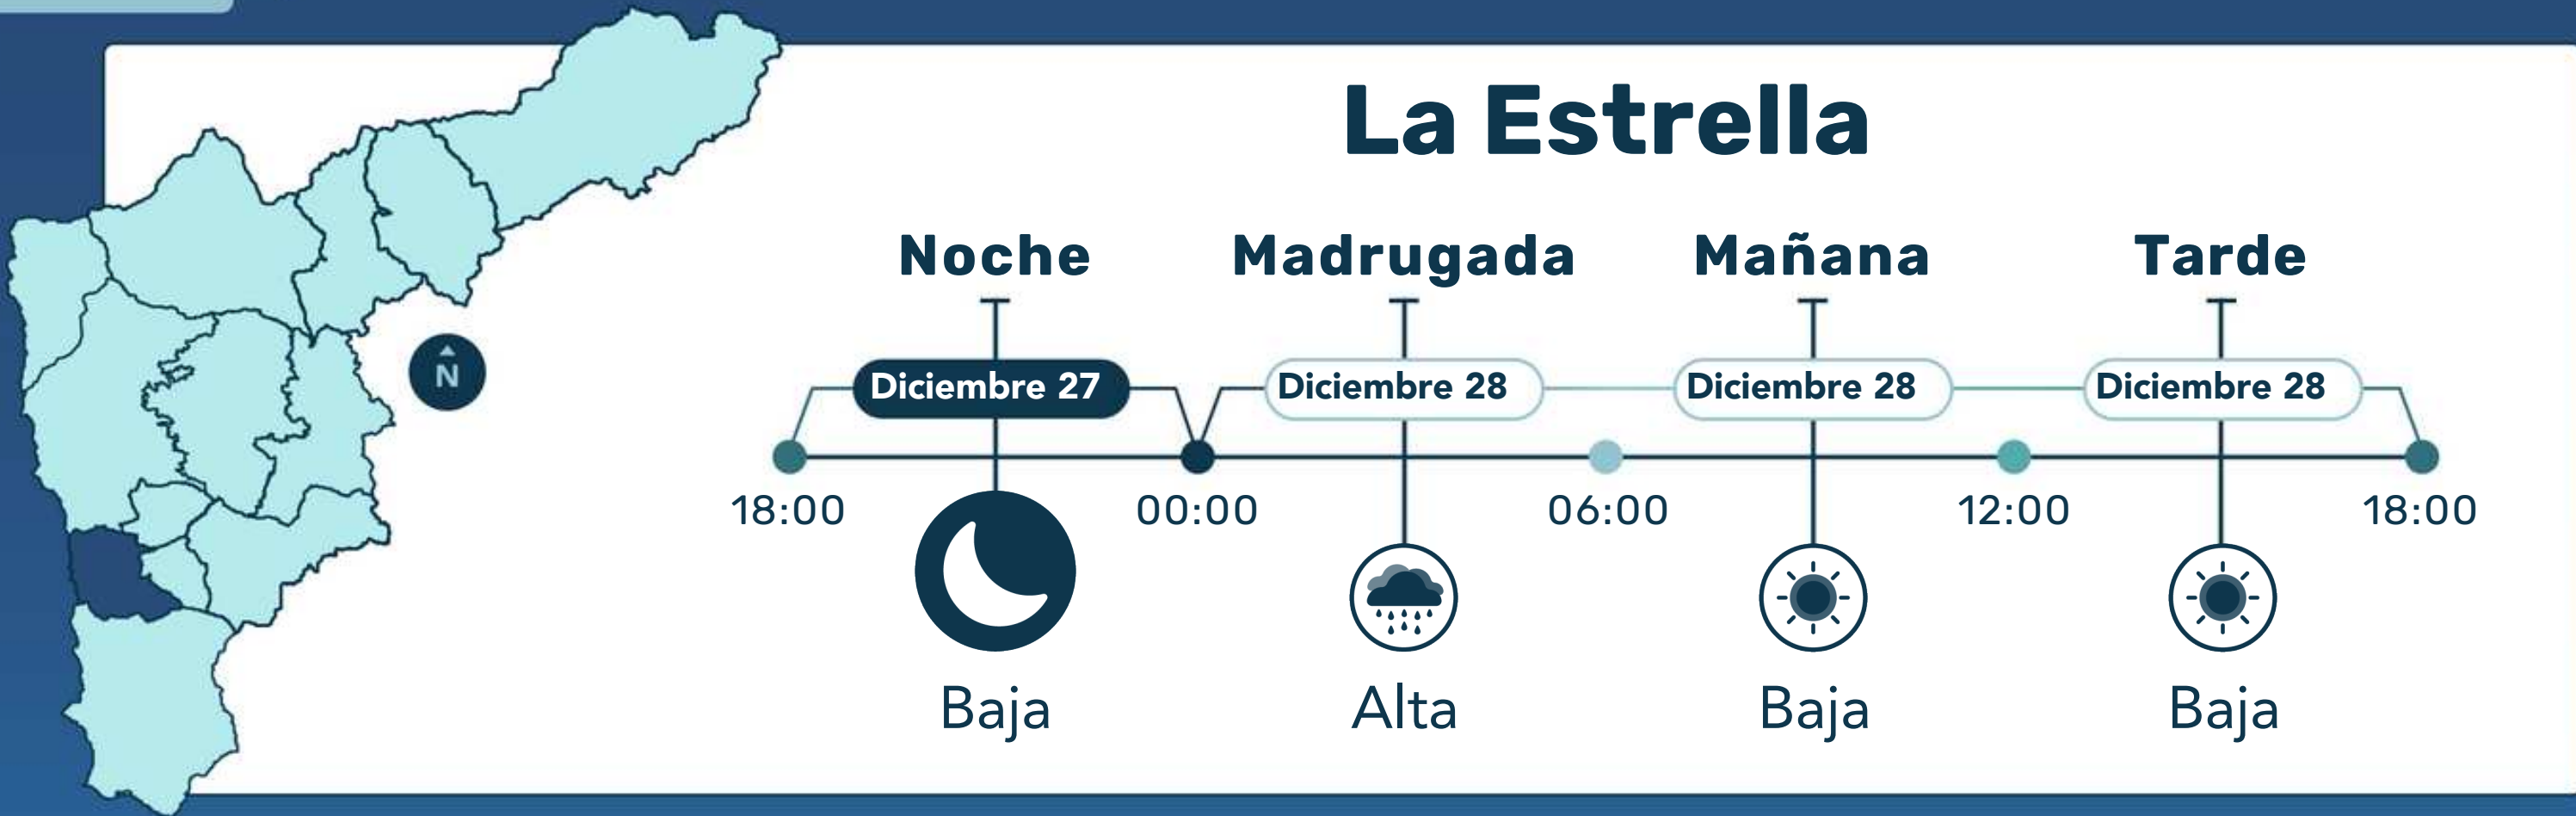 La Estrella
Noche Madrugada Mañana Tarde
Diciembre 27 Diciembre 28 Diciembre 28 Diciembre 28
N
18:00 00:00 06:00 12:00 18:00
Baja Alta Baja Baja